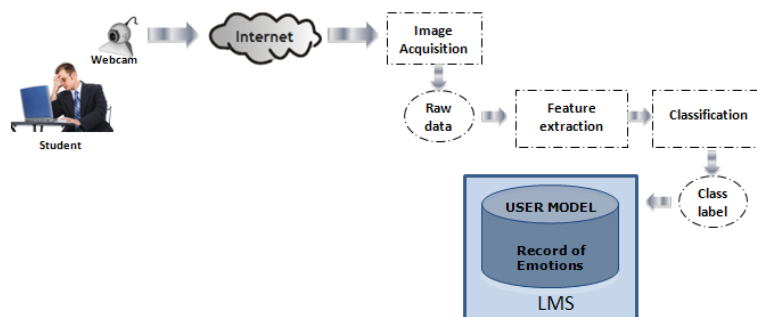 Webcam
Student
Internet
Image
Acquisition
Raw
data
Feature
extraction
Classification
Class
label
USER MODEL
Record of
Emotions
LMS